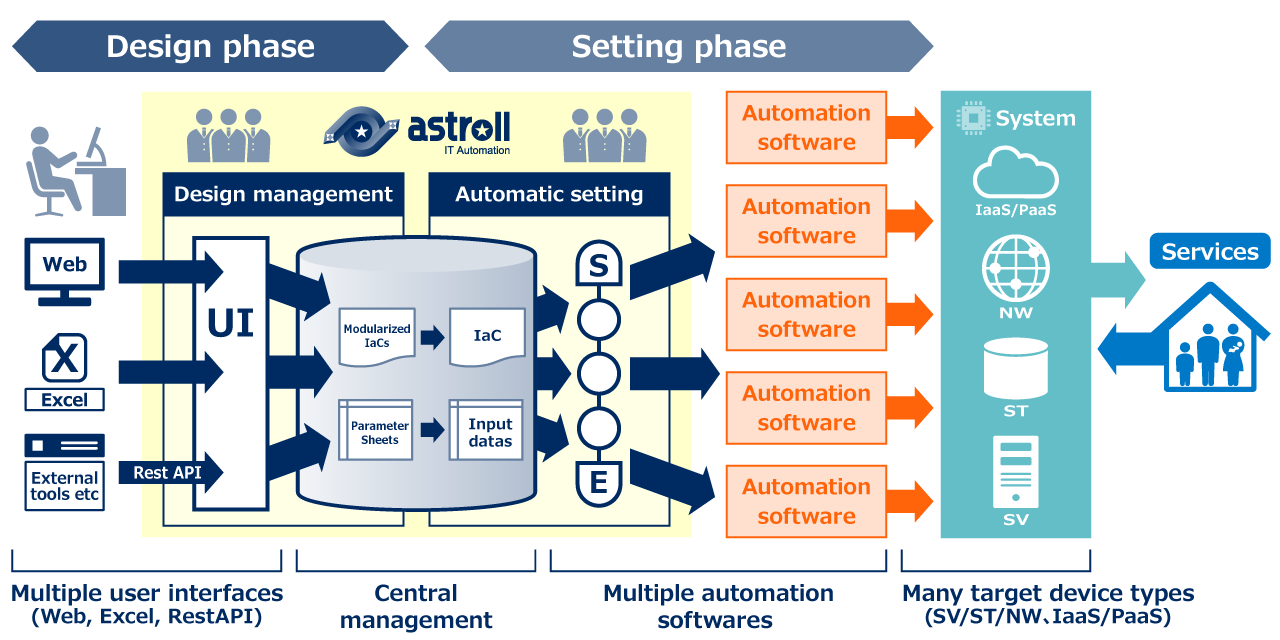 Design phase
Setting phase
astroll
IT Automation
Design management
Automatic setting
Web
Excel
External
tools etc
Rest API
UI
Modularized
IaCs
IaC
Parameter
Sheets
Input
datas
S
E
Automation
software
Automation
software
Automation
software
Automation
software
Automation
software
System
IaaS/PaaS
NW
ST
SV
Services
Multiple user interfaces
(Web, Excel, RestAPI)
Central
management
Multiple automation
softwares
Many target device types
(SV/ST/NW、IaaS/PaaS)